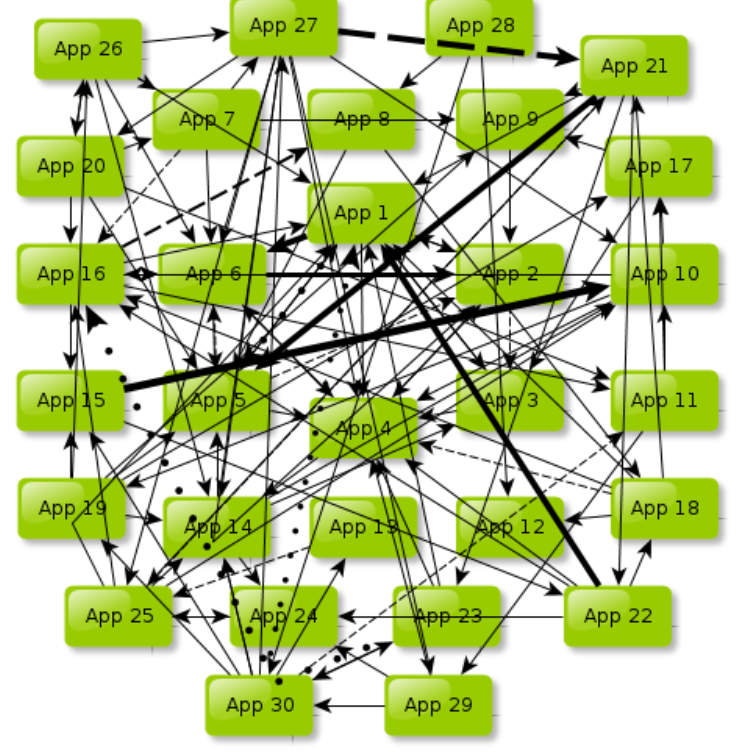 App 27
App 28
App 26
App 21
App 7
App 8
App 9
App 20
App 17
App 1
App 16
App 6
App 2
App 10
App 15
App 5
App 3
App 11
App 4
App 19
App 18
App 14
App 13
App 12
App 25
App 24
App 23
App 22
App 30
App 29